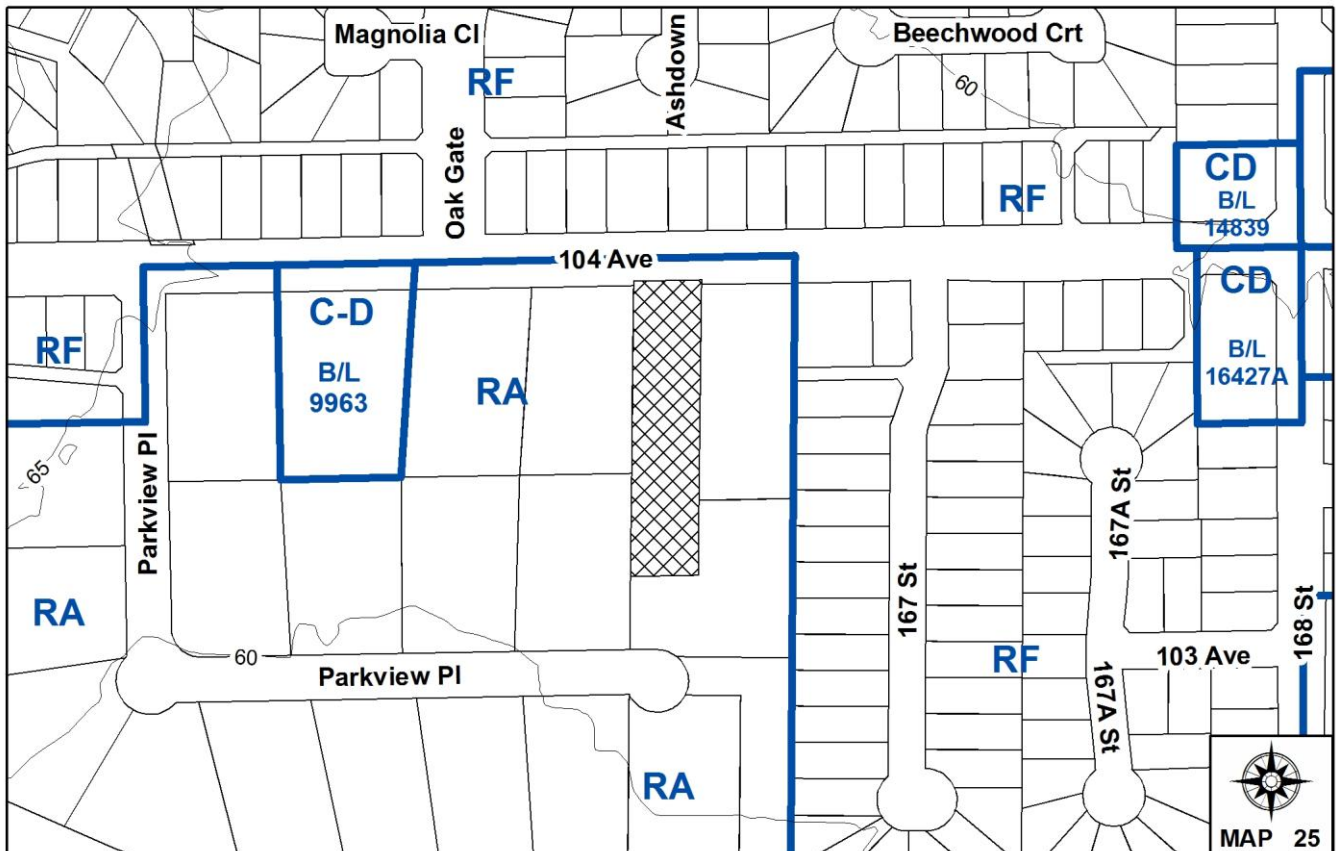 Magnolia Cl
Beechwood Crt
RF
Ashdown
60
Oak Gate
RF
CD
B/L
14839
104 Ave
C-D
B/L
9963
CD
B/L
16427A
RF
RA
65
Parkview Pl
167A St
167 St
168 St
RA
60
Parkview Pl
RF
103 Ave
167A St
RA
MAP 25